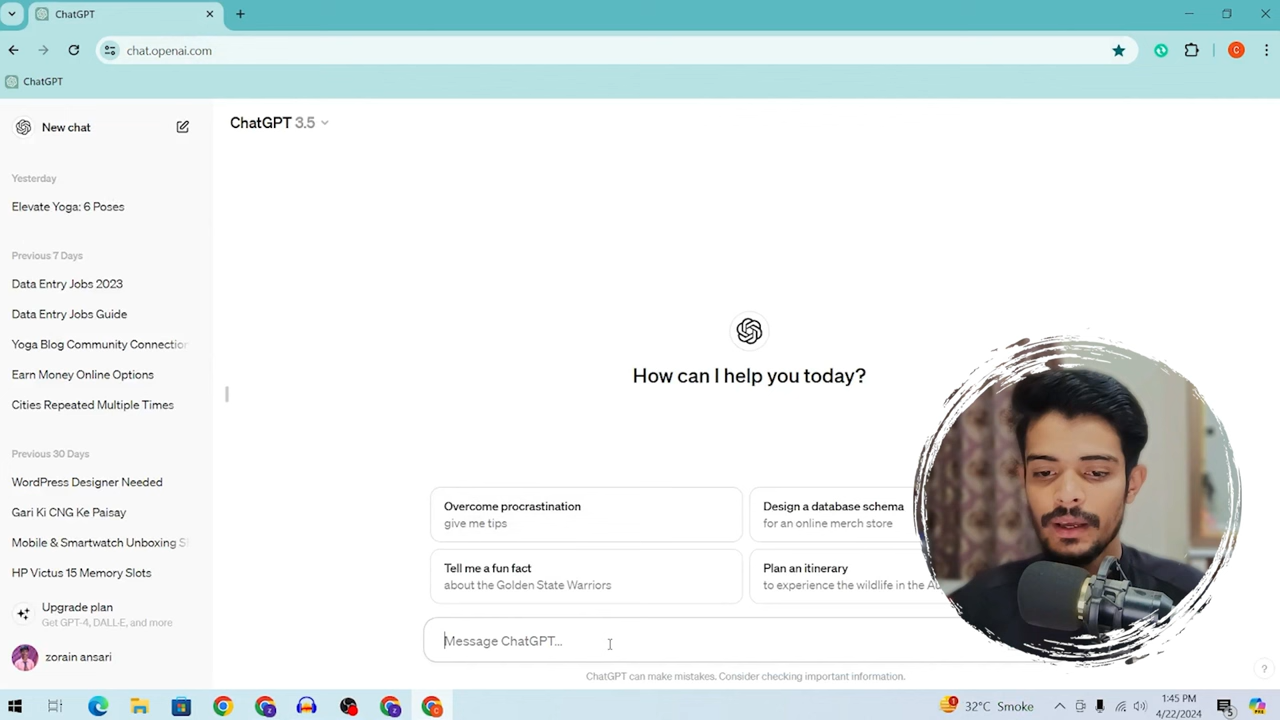 ChatGPT
chat.openai.com
ChatGPT
New chat
ChatGPT 3.5
Yesterday
Elevate Yoga: 6 Poses
Previous 7 Days
Data Entry Jobs 2023
Data Entry Jobs Guide
Yoga Blog Community Connection
Earn Money Online Options
Cities Repeated Multiple Times
Previous 30 Days
WordPress Designer Needed
Gari Ki CNG Ke Paisay
Mobile & Smartwatch Unboxing
HP Victus 15 Memory Slots
Upgrade plan
Get GPT-4, DALL·E, and more
zorain ansari
How can I help you today?
Overcome procrastination
give me tips
Design a database schema
for an online merch store
Tell me a fun fact
about the Golden State Warriors
Plan an itinerary
to experience the wildlife in the
Message ChatGPT...
ChatGPT can make mistakes. Consider checking important information.
?
C
32°C Smoke
1:45 PM
4/22/2024
5